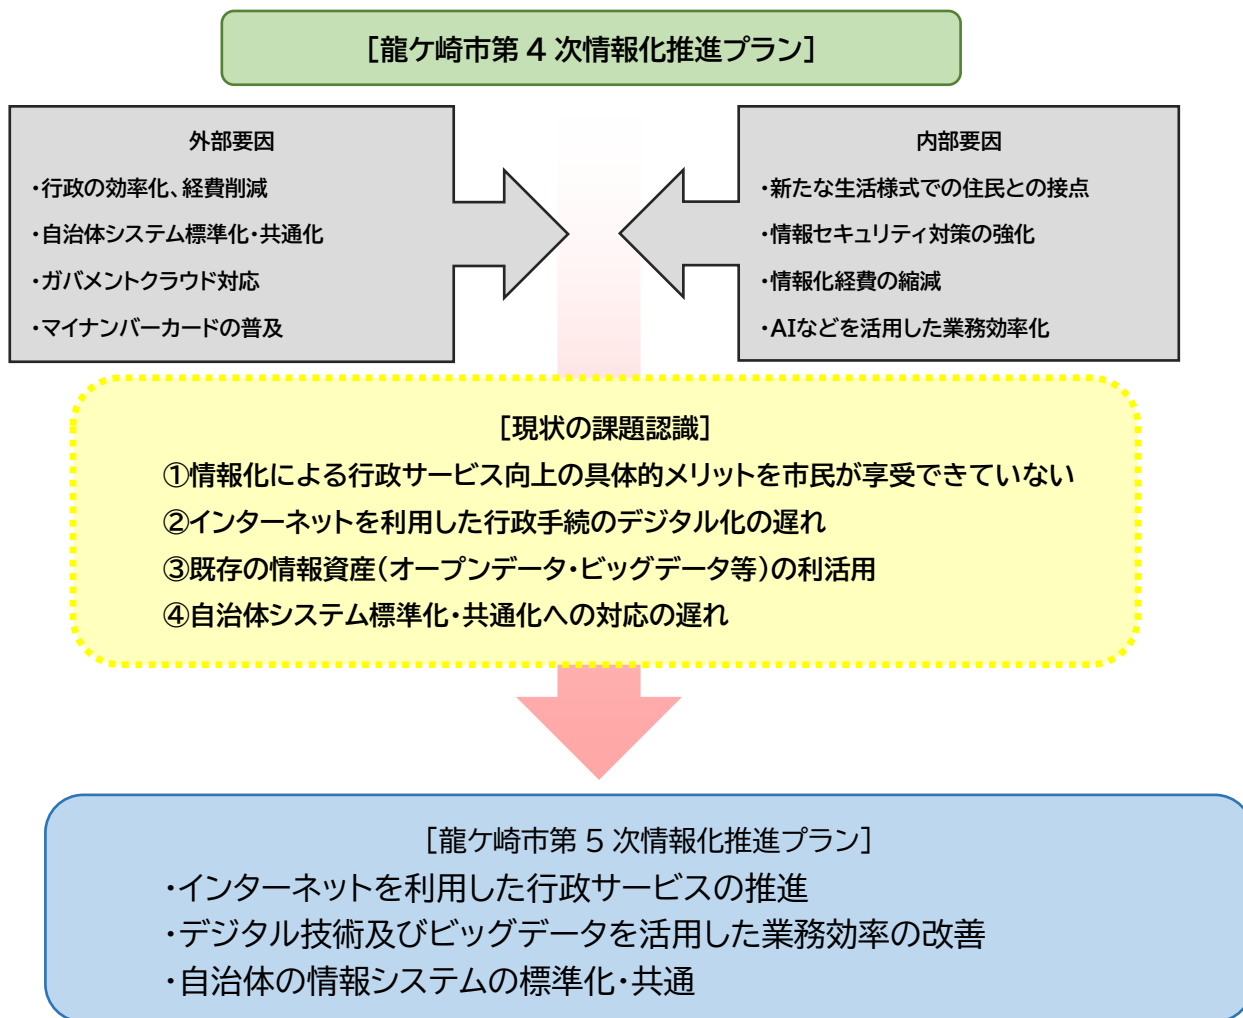 [龍ケ崎市第4次情報化推進プラン]
外部要因
・行政の効率化、経費削減
・自治体システム標準化・共通化
・ガバメントクラウド対応
・マイナンバーカードの普及
内部要因
・新たな生活様式での住民との接点
・情報セキュリティ対策の強化
・情報化経費の縮減
・AIなどを活用した業務効率化
[現状の課題認識]
①情報化による行政サービス向上の具体的メリットを市民が享受できていない
②インターネットを利用した行政手続のデジタル化の遅れ
③既存の情報資産(オープンデータ・ビッグデータ等)の利活用
④自治体システム標準化・共通化への対応の遅れ
[龍ケ崎市第5次情報化推進プラン]
・インターネットを利用した行政サービスの推進
・デジタル技術及びビッグデータを活用した業務効率の改善
・自治体の情報システムの標準化・共通